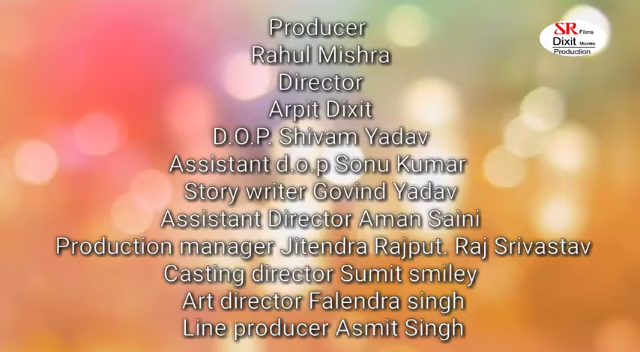 Producer
Rahul Mishra
Director
Arpit Dixit
D.O.P. Shivam Yadav
Assistant d.o.p Sonu Kumar
Story writer Govind Yadav
Assistant Director Aman Saini
Production manager Jitendra Rajput. Raj Srivastav
Casting director Sumit smiley
Art director Falendra singh
Line producer Asmit Singh
SR Films
Dixit Movies
Production